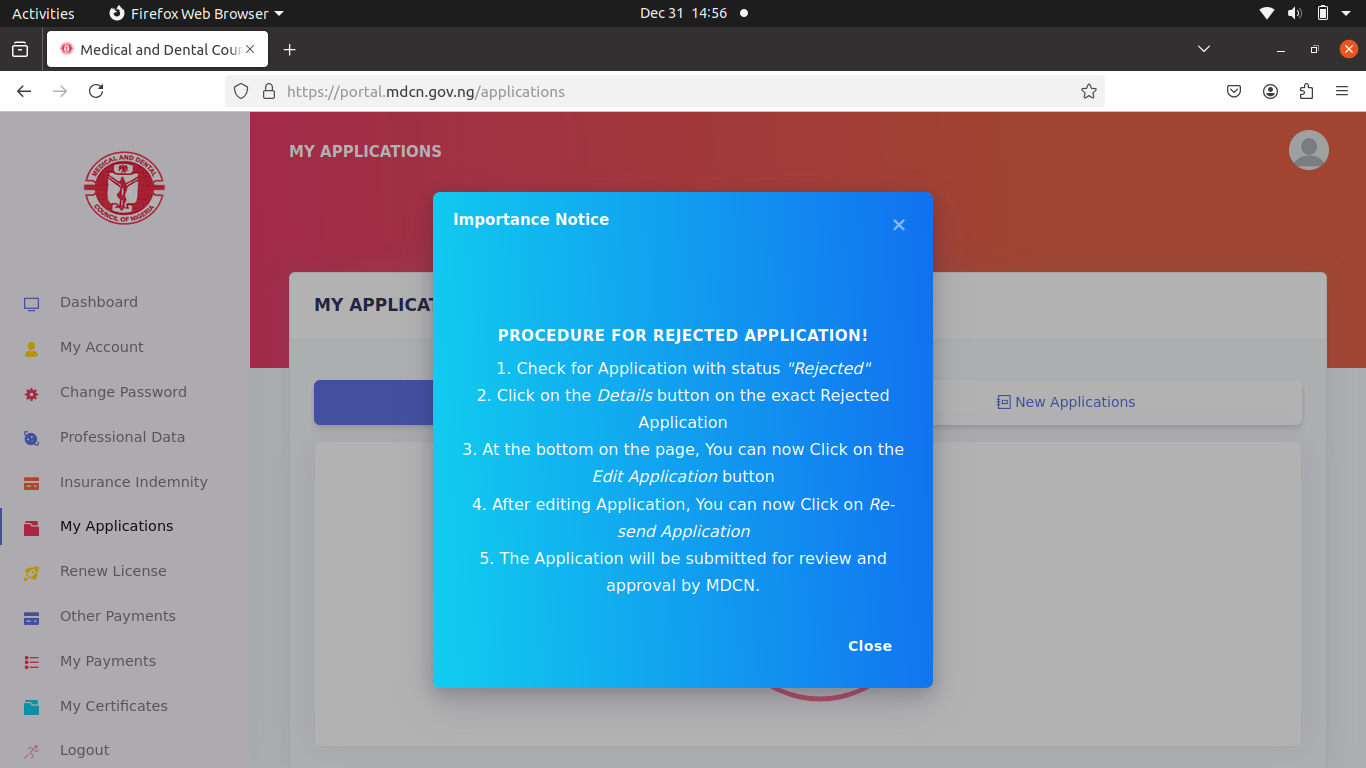 Activities
Firefox Web Browser
Dec 31 14:56
Medical and Dental Cour
https://portal.mdcn.gov.ng/applications
MEDICAL AND DENTAL
COUNCIL OF NIGERIA
Dashboard
My Account
Change Password
Professional Data
Insurance Indemnity
My Applications
Renew License
Other Payments
My Payments
My Certificates
Logout
MY APPLICATIONS
MY APPLICAT
New Applications
Importance Notice
×
PROCEDURE FOR REJECTED APPLICATION!
1. Check for Application with status "Rejected"
2. Click on the Details button on the exact Rejected
Application
3. At the bottom on the page, You can now Click on the
Edit Application button
4. After editing Application, You can now Click on Re-
send Application
5. The Application will be submitted for review and
approval by MDCN.
Close